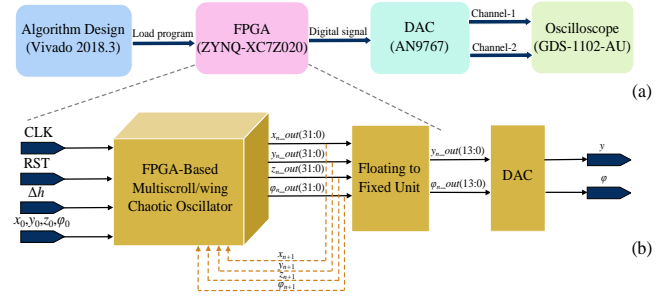 Algorithm Design
(Vivado 2018.3)
Load program
FPGA
(ZYNQ-XC7Z020)
Digital signal
DAC
(AN9767)
Channel-1
Channel-2
Oscilloscope
(GDS-1102-AU)
(a)
CLK
RST
Δh
x₀,y₀,z₀,φ₀
FPGA-Based
Multiscroll/wing
Chaotic Oscillator
xₙ_out(31:0)
yₙ_out(31:0)
zₙ_out(31:0)
φₙ_out(31:0)
xₙ₊₁
yₙ₊₁
zₙ₊₁
φₙ₊₁
Floating to
Fixed Unit
yₙ_out(13:0)
φₙ_out(13:0)
DAC
y
φ
(b)